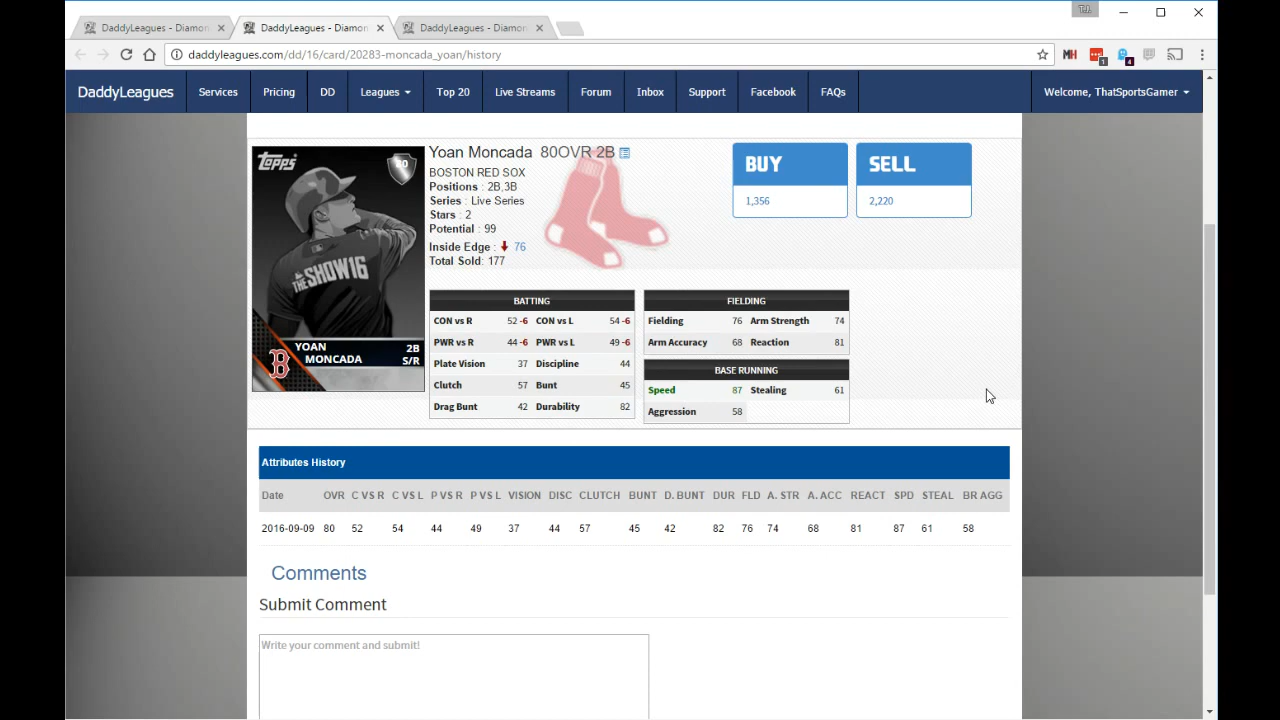 T.J.
DaddyLeagues - Diamon
DaddyLeagues - Diamon
DaddyLeagues - Diamon
daddyleagues.com/dd/16/card/20283-moncada_yoan/history
MH
1
4
DaddyLeagues Services Pricing DD Leagues Top 20 Live Streams Forum Inbox Support Facebook FAQs Welcome, ThatSportsGamer
Topps
80
THE SHOW16
YOAN 2B
MONCADA S/R
B
Yoan Moncada 80OVR 2B
BOSTON RED SOX
Positions : 2B,3B
Series : Live Series
Stars : 2
Potential : 99
Inside Edge : 76
Total Sold: 177
BUY
1,356
SELL
2,220
BATTING
CON vs R 52 -6 CON vs L 54 -6
PWR vs R 44 -6 PWR vs L 49 -6
Plate Vision 37 Discipline 44
Clutch 57 Bunt 45
Drag Bunt 42 Durability 82
FIELDING
Fielding 76 Arm Strength 74
Arm Accuracy 68 Reaction 81
BASE RUNNING
Speed 87 Stealing 61
Aggression 58
Attributes History
Date OVR C VS R C VS L P VS R P VS L VISION DISC CLUTCH BUNT D. BUNT DUR FLD A. STR A. ACC REACT SPD STEAL BR AGG
2016-09-09 80 52 54 44 49 37 44 57 45 42 82 76 74 68 81 87 61 58
Comments
Submit Comment
Write your comment and submit!